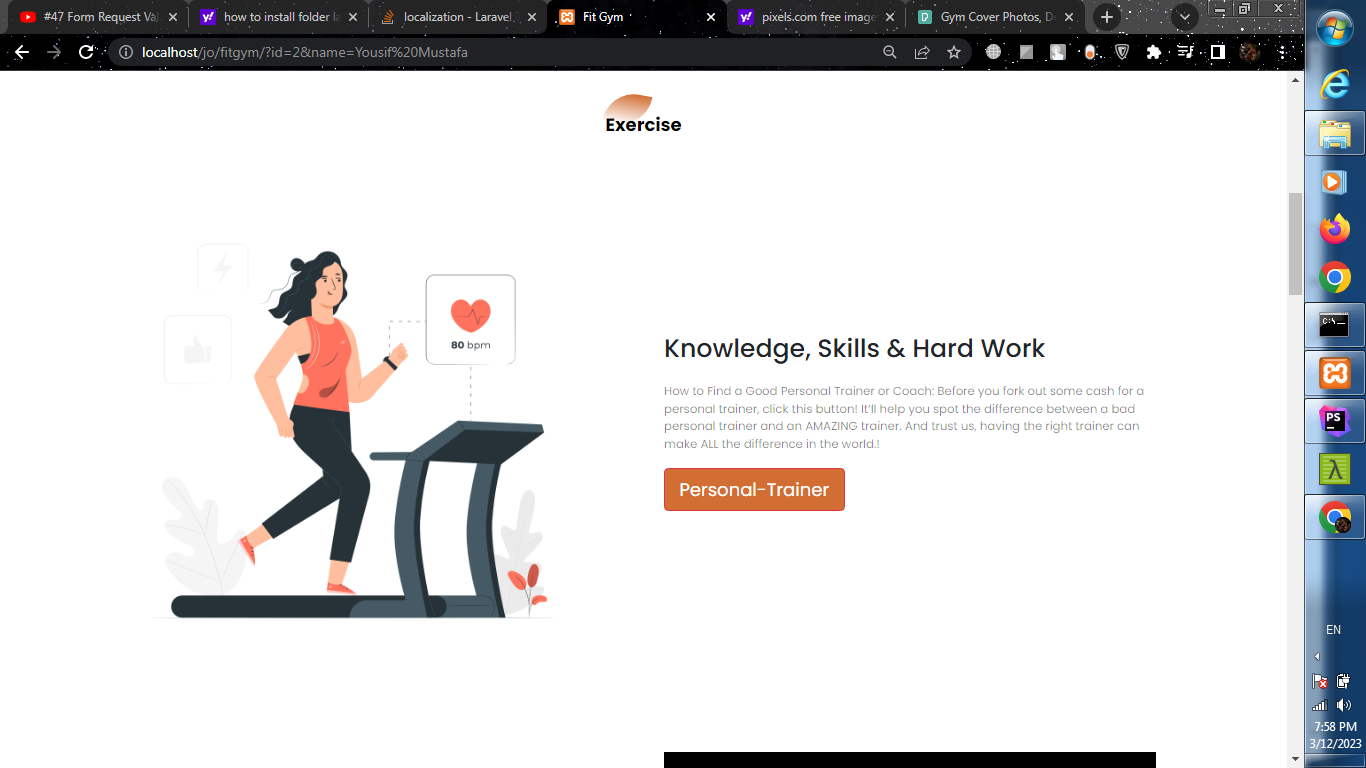 #47 Form Request Va
how to install folder la
localization - Laravel
Fit Gym
pixels.com free image
Gym Cover Photos, D
localhost/jo/fitgym/?id=2&name=Yousif%20Mustafa
Exercise
80 bpm
Knowledge, Skills & Hard Work
How to Find a Good Personal Trainer or Coach: Before you fork out some cash for a
personal trainer, click this button! It'll help you spot the difference between a bad
personal trainer and an AMAZING trainer. And trust us, having the right trainer can
make ALL the difference in the world.!
Personal-Trainer
C:\
PS
EN
7:58 PM
3/12/2023